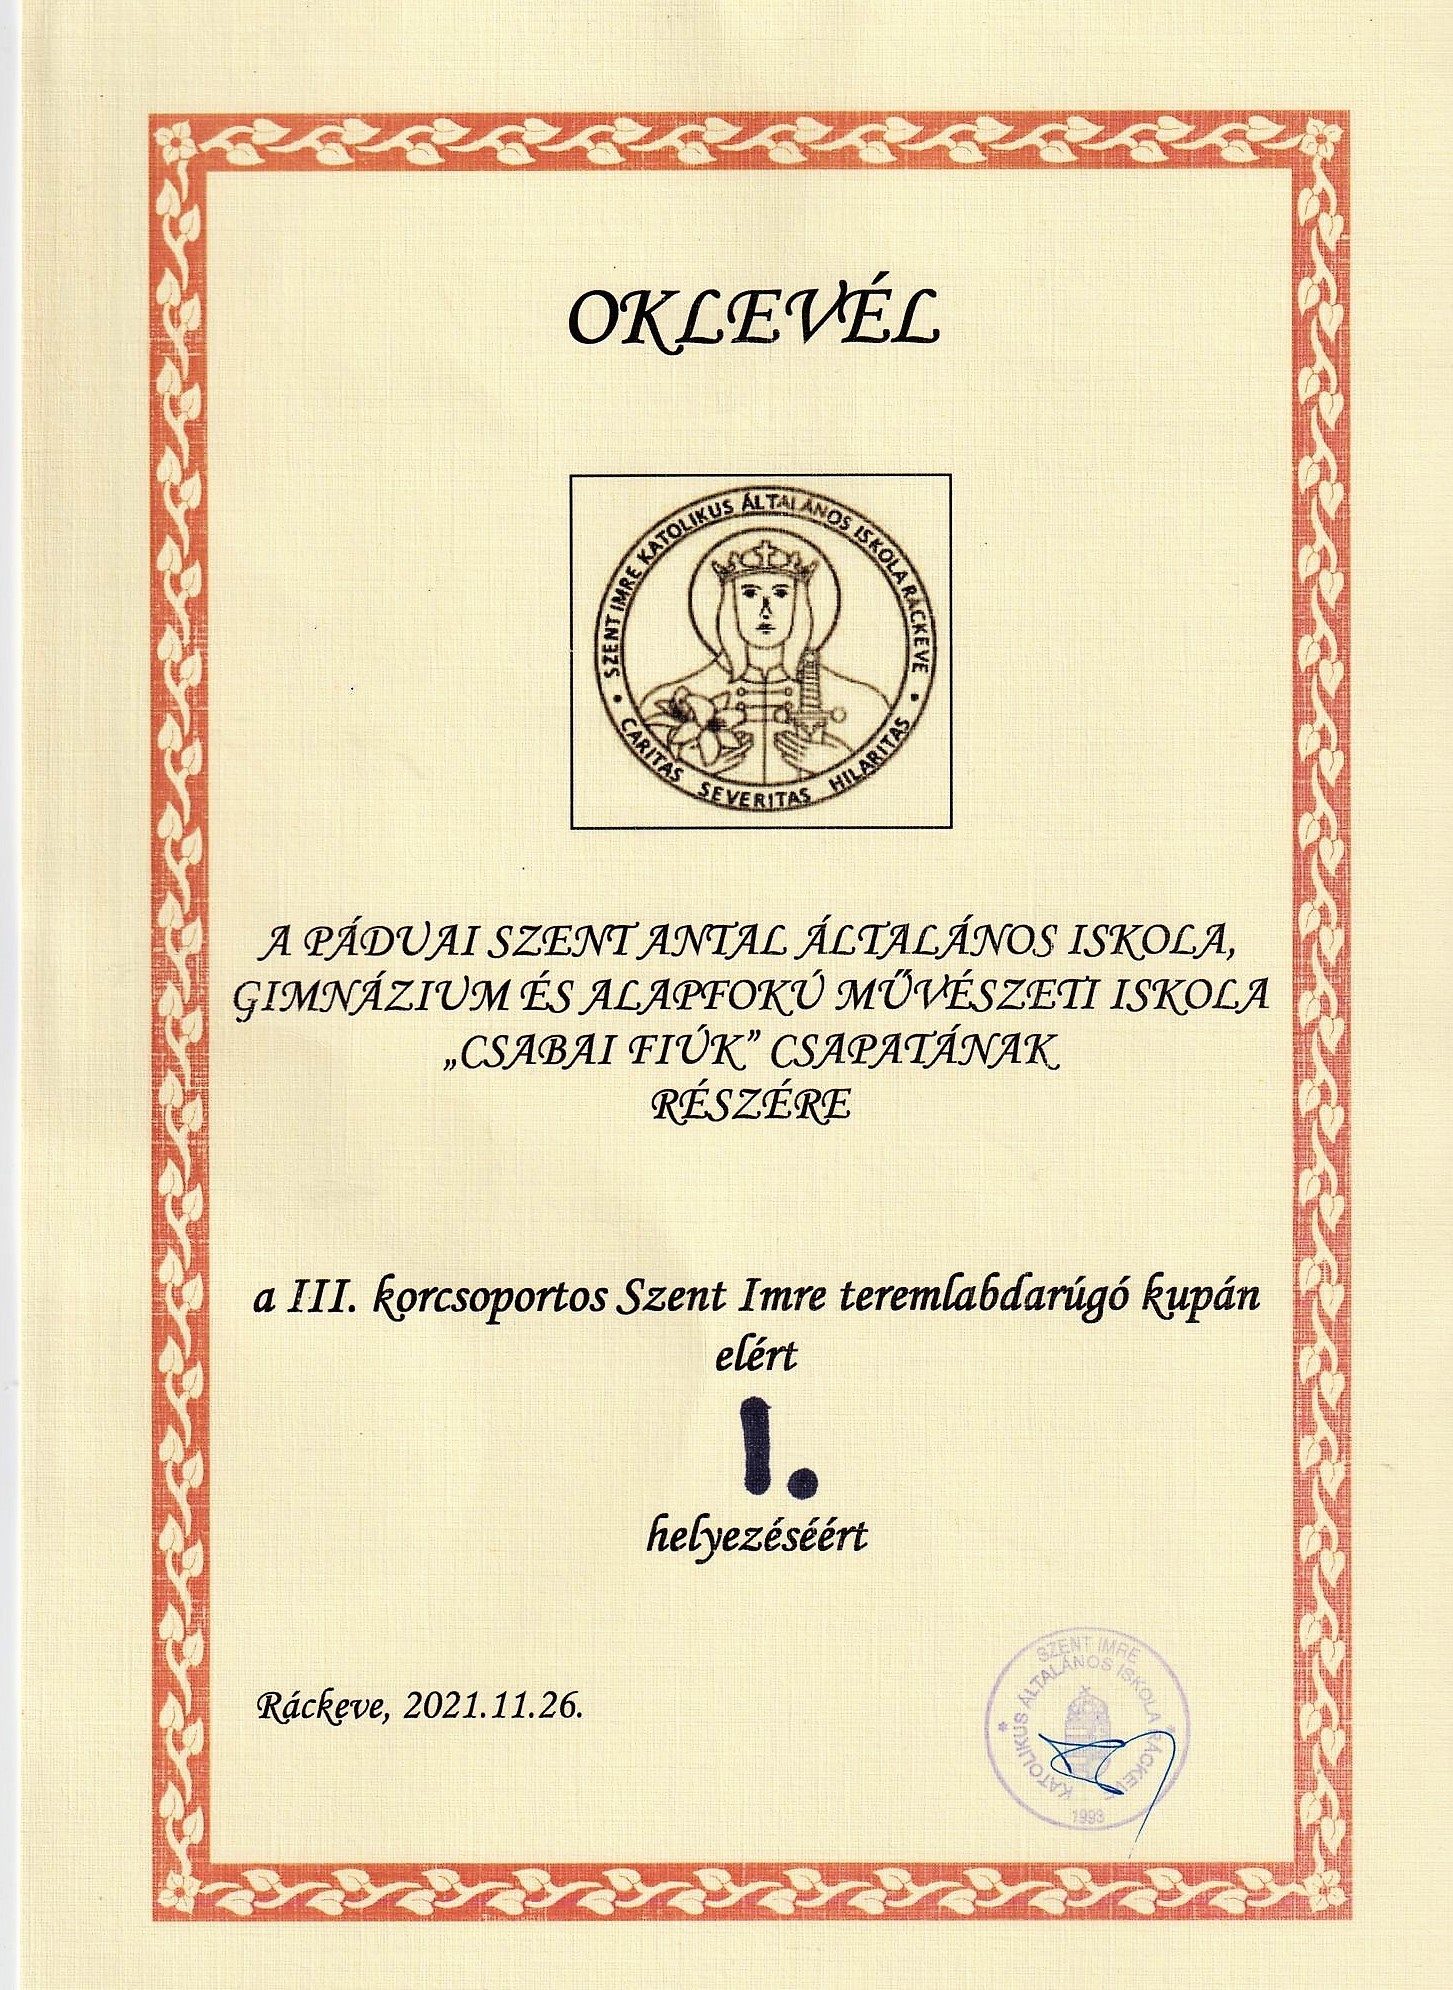 OKLEVÉL
SZENT IMRE KATOLIKUS ÁLTALÁNOS ISKOLA RÁCKEVE
CARITAS SEVERITAS HILARITAS
A PÁDUAI SZENT ANTAL ÁLTALÁNOS ISKOLA,
GIMNÁZIUM ÉS ALAPFOKÚ MŰVÉSZETI ISKOLA
„CSABAI FIÚK” CSAPATÁNAK
RÉSZÉRE
a III. korcsoportos Szent Imre teremlabdarúgó kupán
elért
I.
helyezéséért
Ráckeve, 2021.11.26.
SZENT IMRE
KATOLIKUS ÁLTALÁNOS ISKOLA RÁCKEVE
1993